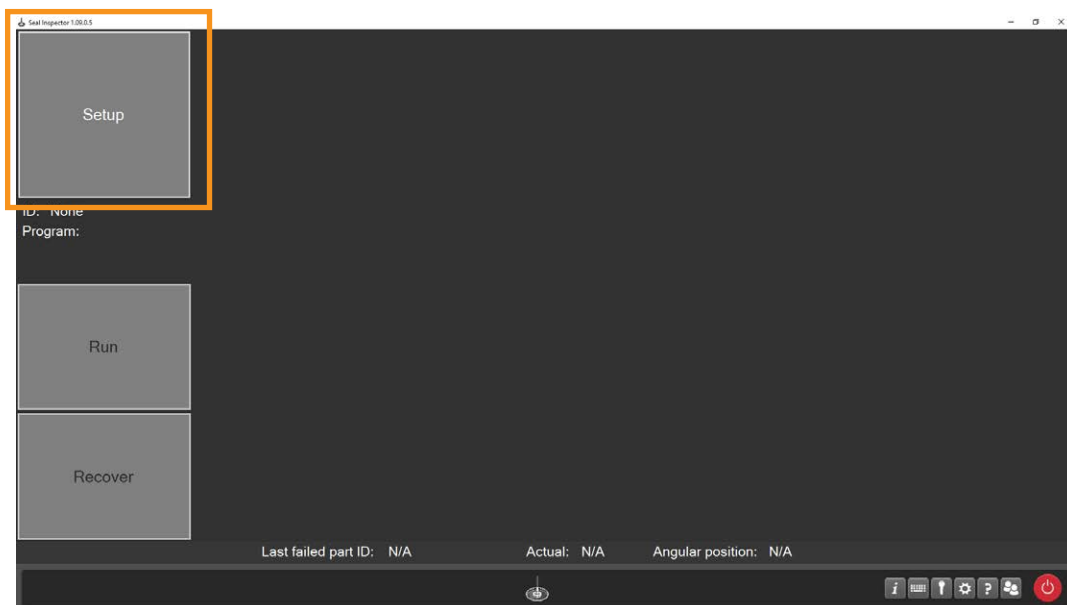 Seal Inspector 1.09.0.5
Setup
ID: None
Program:
Run
Recover
Last failed part ID: N/A Actual: N/A Angular position: N/A
i ?